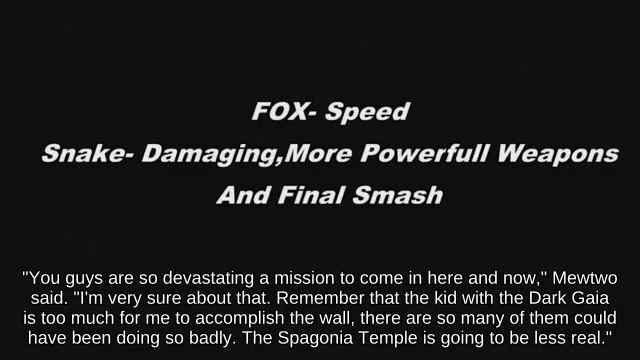 FOX- Speed
Snake- Damaging,More Powerfull Weapons
And Final Smash
"You guys are so devastating a mission to come in here and now," Mewtwo
said. "I'm very sure about that. Remember that the kid with the Dark Gaia
is too much for me to accomplish the wall, there are so many of them could
have been doing so badly. The Spagonia Temple is going to be less real."